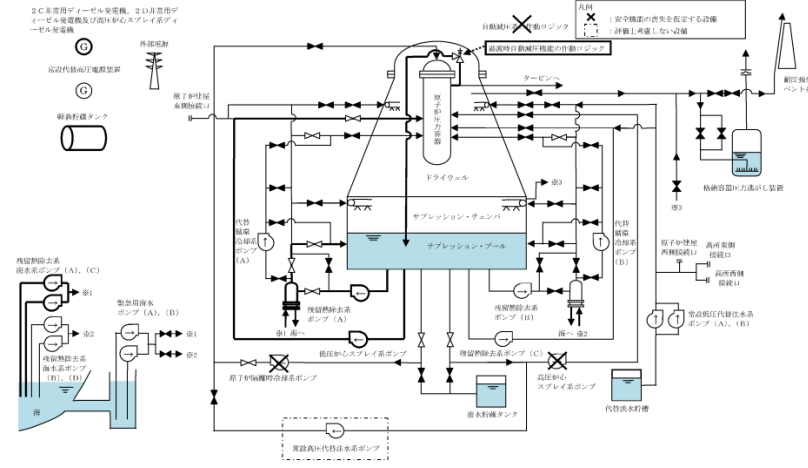 2C非常用ディーゼル発電機,2D非常用デ
ィーゼル発電機及び高圧炉心スプレイ系ディ
ーゼル発電機
G
外部電源
常設代替高圧電源装置
G
軽油貯蔵タンク
凡例
:安全機能の喪失を仮定する設備
:評価上考慮しない設備
自動減圧系の作動ロジック
過渡時自動減圧機能の作動ロジック
原子炉建屋
東側接続口
タービンへ
原子炉圧力容器
ドライウェル
耐圧強化
ベント系
格納容器圧力逃がし装置
※3
※3
サプレッション・チェンバ
サプレッション・プール
代替
循環
冷却系
ポンプ
(A)
代替
循環
冷却系
ポンプ
(B)
原子炉建屋
西側接続口
高所東側
接続口
高所西側
接続口
残留熱除去系
海水系ポンプ(A),(C)
※1
※2
残留熱除去系
海水系ポンプ
(B),(D)
海
緊急用海水
ポンプ(A),(B)
※1
※2
残留熱除去系
ポンプ(A)
※1 海へ
残留熱除去系
ポンプ(B)
海へ ※2
常設低圧代替注水系
ポンプ(A),(B)
低圧炉心スプレイ系ポンプ
残留熱除去系ポンプ(C)
原子炉隔離時冷却系ポンプ
高圧炉心
スプレイ系ポンプ
復水貯蔵タンク
代替淡水貯槽
常設高圧代替注水系ポンプ